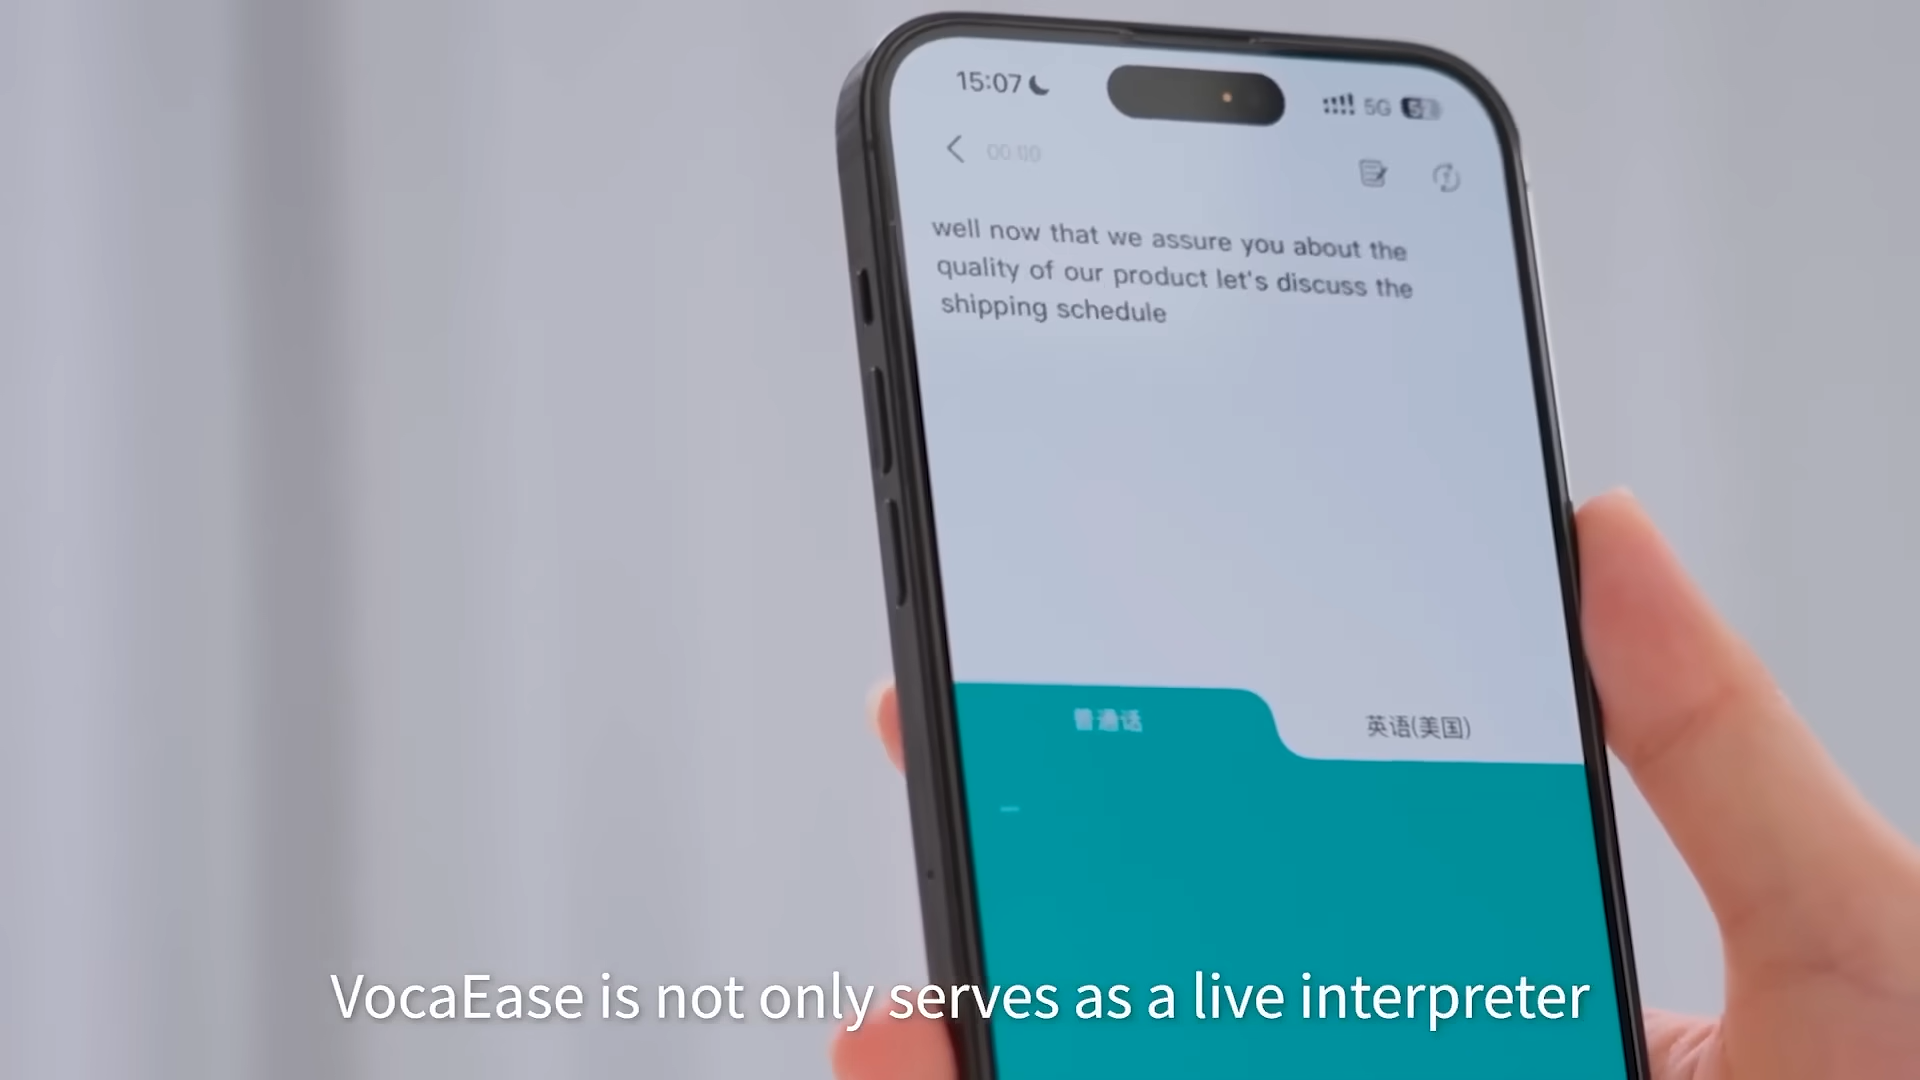 15:07
5G
00:00
well now that we assure you about the
quality of our product let's discuss the
shipping schedule
普通话
英语(美国)
VocaEase is not only serves as a live interpreter